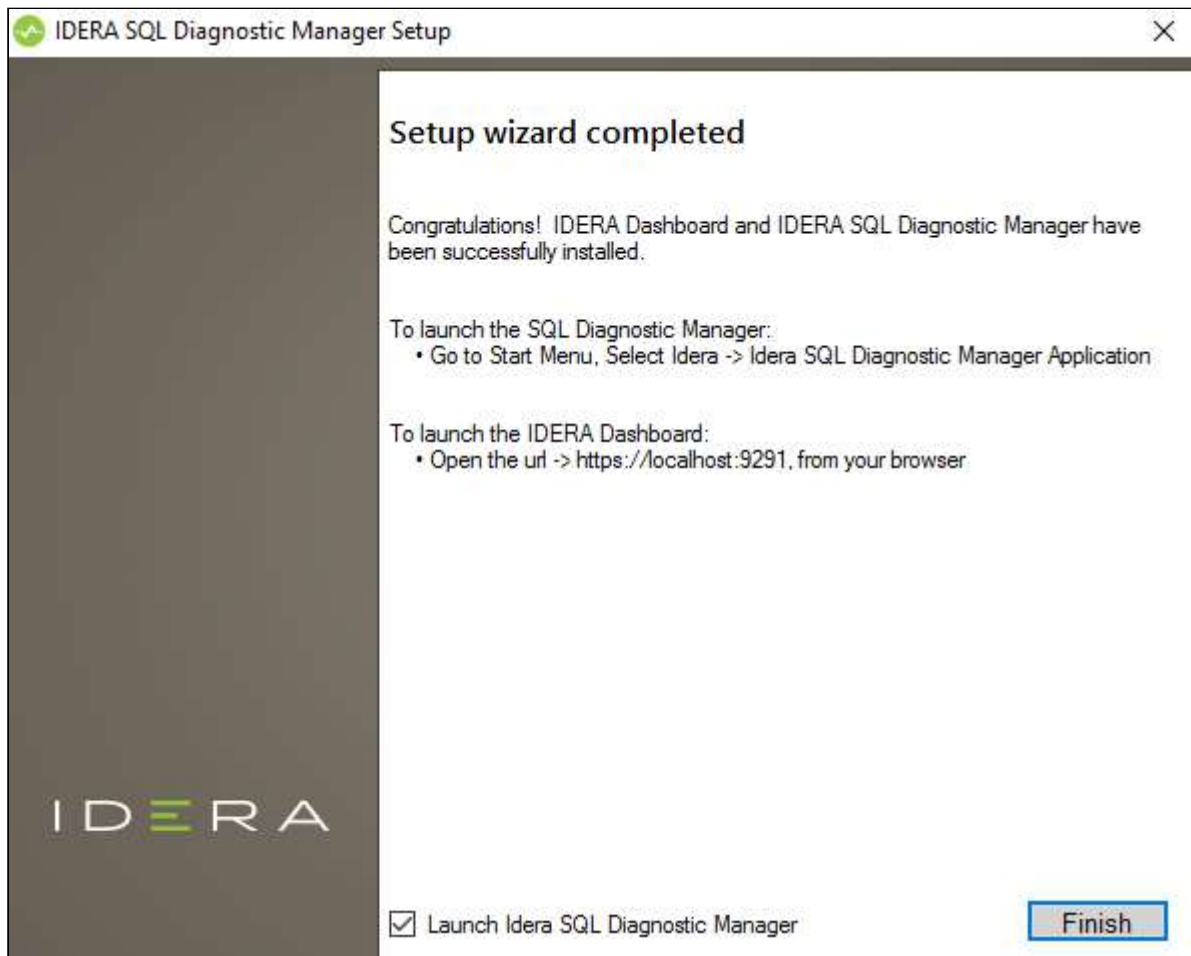 IDERA SQL Diagnostic Manager Setup
Setup wizard completed
Congratulations! IDERA Dashboard and IDERA SQL Diagnostic Manager have
been successfully installed.
To launch the SQL Diagnostic Manager:
• Go to Start Menu, Select Idera -> Idera SQL Diagnostic Manager Application
To launch the IDERA Dashboard:
• Open the url -> https://localhost:9291, from your browser
IDERA
Launch Idera SQL Diagnostic Manager
Finish